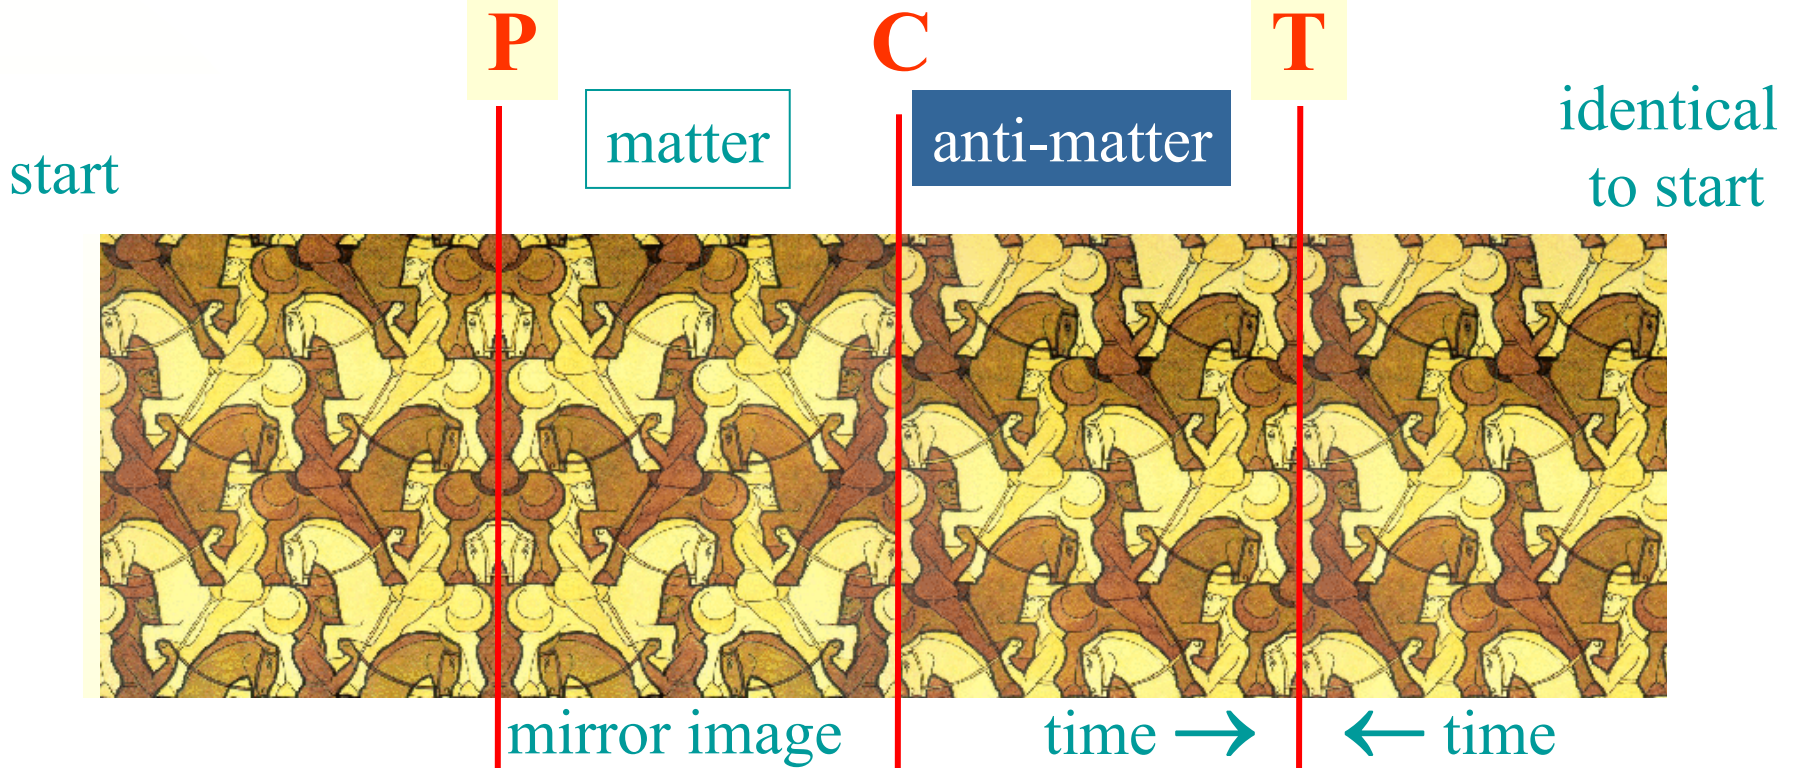 P C T
start
matter
anti-matter
identical
to start
mirror image
time →
← time